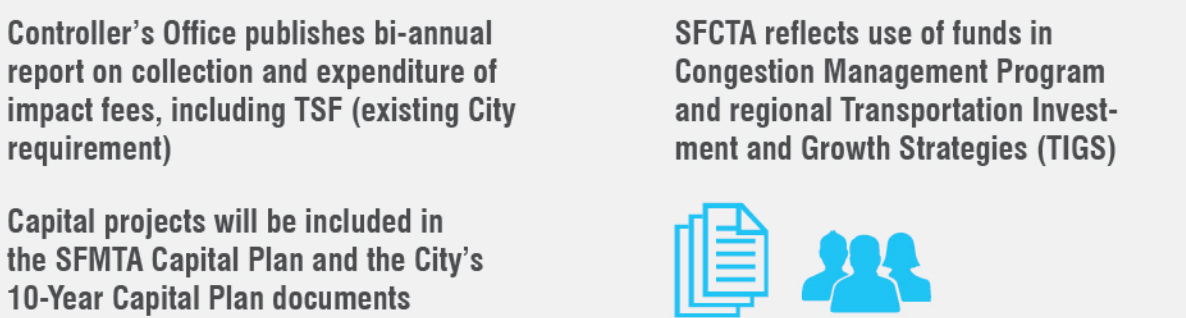 Controller’s Office publishes bi-annual
report on collection and expenditure of
impact fees, including TSF (existing City
requirement)
Capital projects will be included in
the SFMTA Capital Plan and the City’s
10-Year Capital Plan documents
SFCTA reflects use of funds in
Congestion Management Program
and regional Transportation Invest-
ment and Growth Strategies (TIGS)